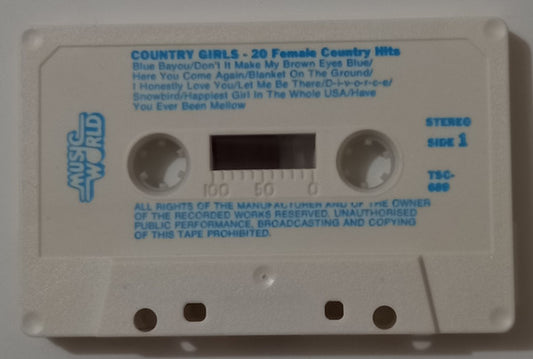 COUNTRY GIRLS - 20 Female Country Hits
Blue Bayou/Don't It Make My Brown Eyes Blue/
Here You Come Again/Blanket On The Ground/
I Honestly Love You/Let Me Be There/D-i-v-o-r-c-e/
Snowbird/Happiest Girl In The Whole USA/Have
You Ever Been Mellow
MUSIC
WORLD
STEREO
SIDE 1
TSC-
689
100 50 0
ALL RIGHTS OF THE MANUFACTURER AND OF THE OWNER
OF THE RECORDED WORKS RESERVED. UNAUTHORISED
PUBLIC PERFORMANCE, BROADCASTING AND COPYING
OF THIS TAPE PROHIBITED.